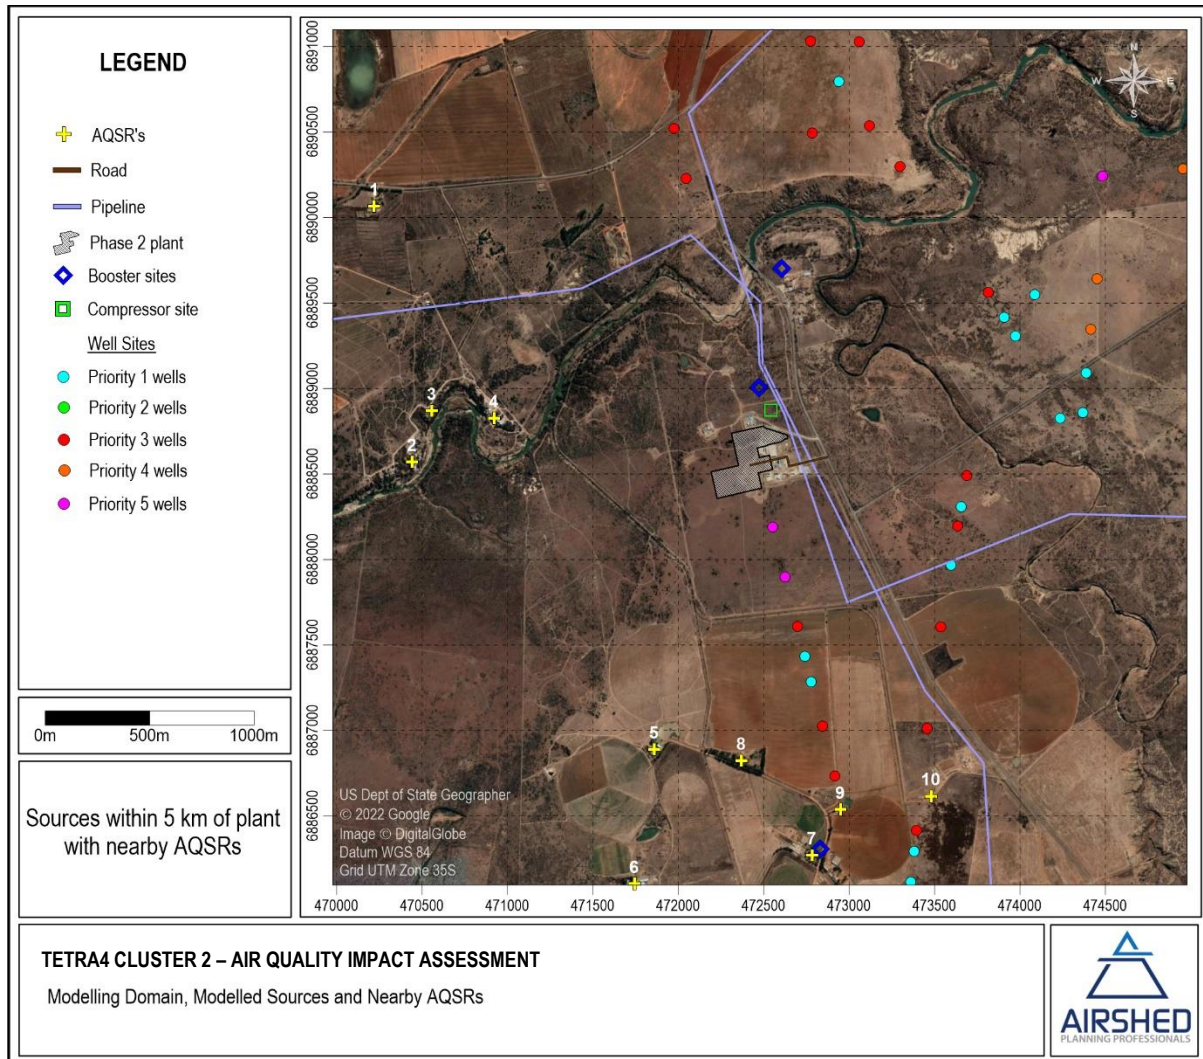 LEGEND
AQSR's
Road
Pipeline
Phase 2 plant
Booster sites
Compressor site
Well Sites
Priority 1 wells
Priority 2 wells
Priority 3 wells
Priority 4 wells
Priority 5 wells
0m 500m 1000m
Sources within 5 km of plant
with nearby AQSRs
6891000
6890500
6890000
6889500
6889000
6888500
6888000
6887500
6887000
6886500
N
W E
S
1
3
4
2
5
8
10
9
7
6
US Dept of State Geographer
© 2022 Google
Image © DigitalGlobe
Datum WGS 84
Grid UTM Zone 35S
470000 470500 471000 471500 472000 472500 473000 473500 474000 474500
TETRA4 CLUSTER 2 – AIR QUALITY IMPACT ASSESSMENT
Modelling Domain, Modelled Sources and Nearby AQSRs
AIRSHED
PLANNING PROFESSIONALS